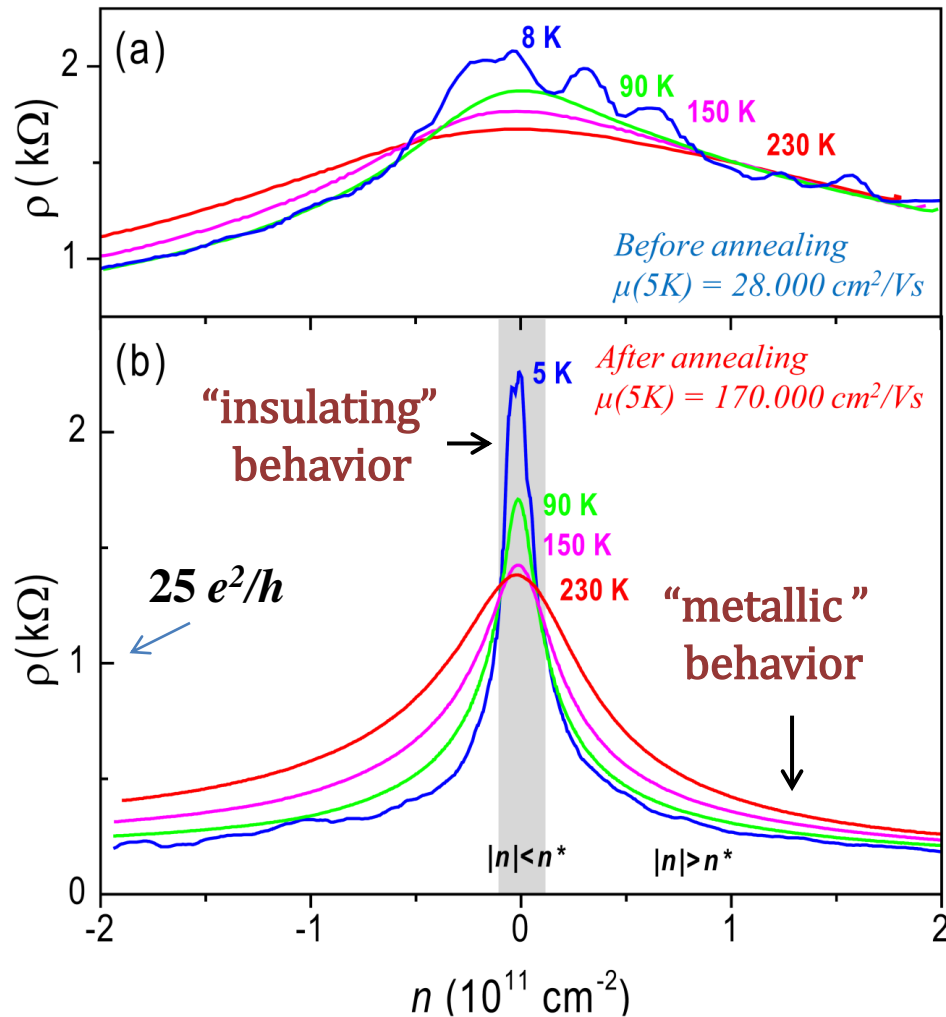 (a)
8 K
90 K
150 K
230 K
2
1
ρ (kΩ)
Before annealing
μ(5K) = 28.000 cm²/Vs
(b)
5 K
After annealing
μ(5K) = 170.000 cm²/Vs
“insulating”
behavior
90 K
150 K
230 K
25 e²/h
“metallic ”
behavior
2
1
0
ρ (kΩ)
|n|<n*
|n|>n*
-2 -1 0 1 2
n (10¹¹ cm⁻²)